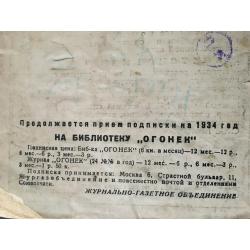 Продолжается прием подписки на 1934 год
НА БИБЛИОТЕКУ „ОГОНЕК“
Подписная цена: Биб-ка „ОГОНЕК“ (6 кн. в месяц)—12 мес.—12 р.,
6 мес.—6 р., 3 мес.—3 р.
Журнал „ОГОНЕК“ (24 №№ в год)—12 мес.—6 р., 6 мес.—3 р.,
3 мес.—1 р. 50 к.
Подписка принимается: Москва 6, Страстной бульвар, 11,
Жургазобъединение и повсеместно почтой и отделениями
Союзпечати.
ЖУРНАЛЬНО-ГАЗЕТНОЕ ОБЪЕДИНЕНИЕ